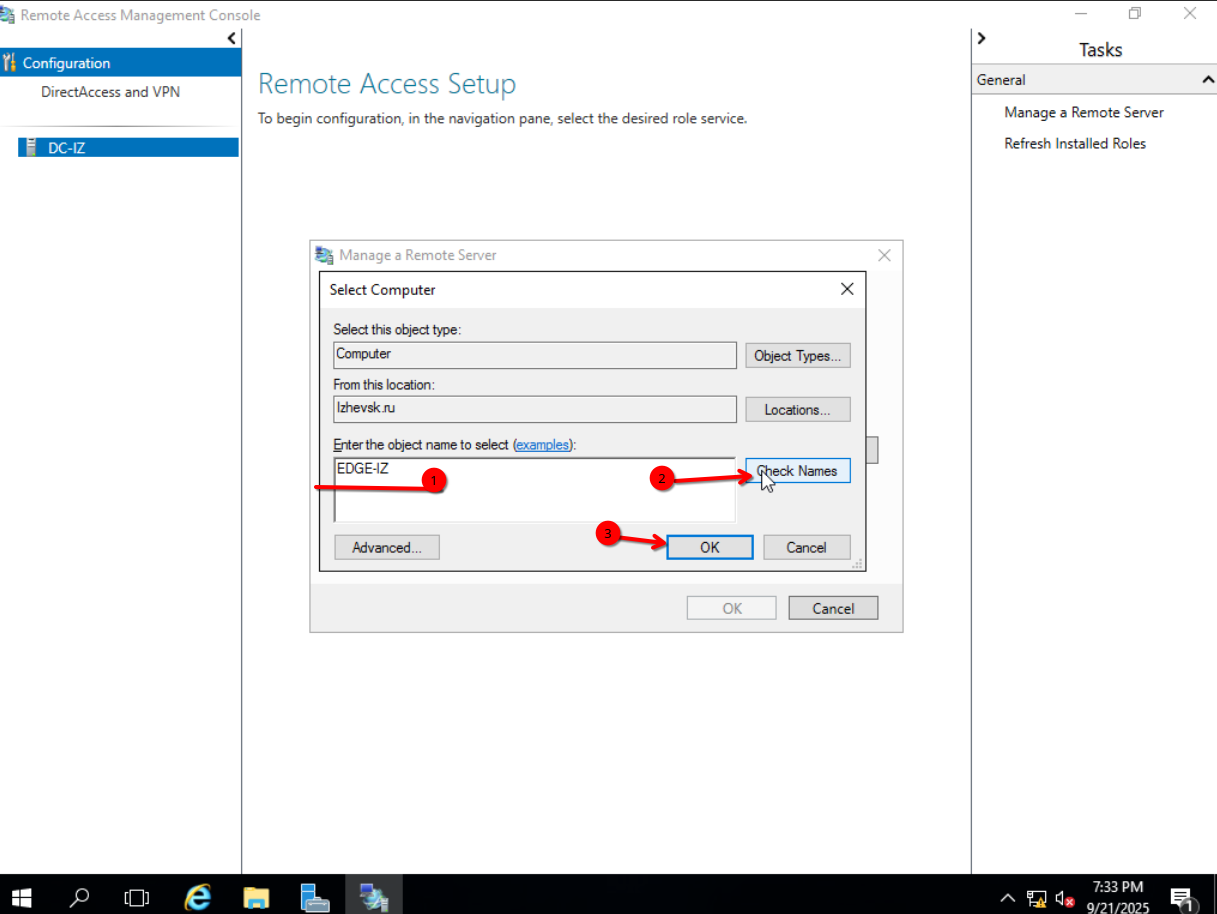 Remote Access Management Console
Configuration
DirectAccess and VPN
DC-IZ
Remote Access Setup
To begin configuration, in the navigation pane, select the desired role service.
Tasks
General
Manage a Remote Server
Refresh Installed Roles
Manage a Remote Server
Select Computer
Select this object type:
Computer
Object Types...
From this location:
Izhevsk.ru
Locations...
Enter the object name to select (examples):
EDGE-IZ
1
2
Check Names
3
Advanced...
OK
Cancel
OK
Cancel
7:33 PM
9/21/2025
1